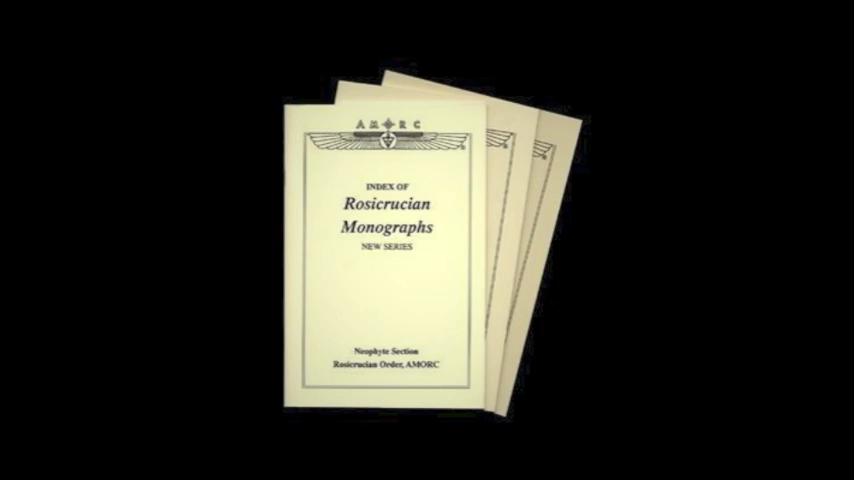 AMORC
INDEX OF
Rosicrucian
Monographs
NEW SERIES
Neophyte Section
Rosicrucian Order, AMORC